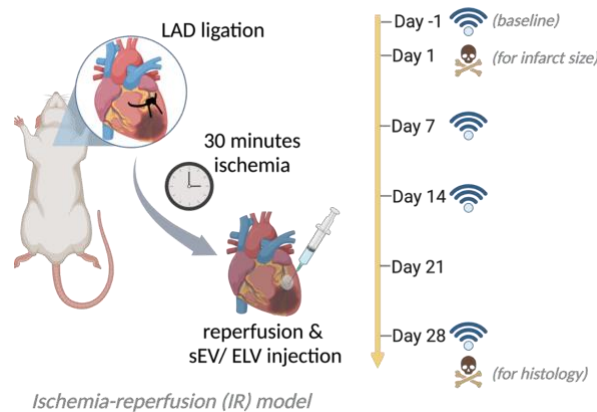 LAD ligation
30 minutes
ischemia
reperfusion &
sEV/ ELV injection
Ischemia-reperfusion (IR) model
Day -1 (baseline)
Day 1 (for infarct size)
Day 7
Day 14
Day 21
Day 28
(for histology)